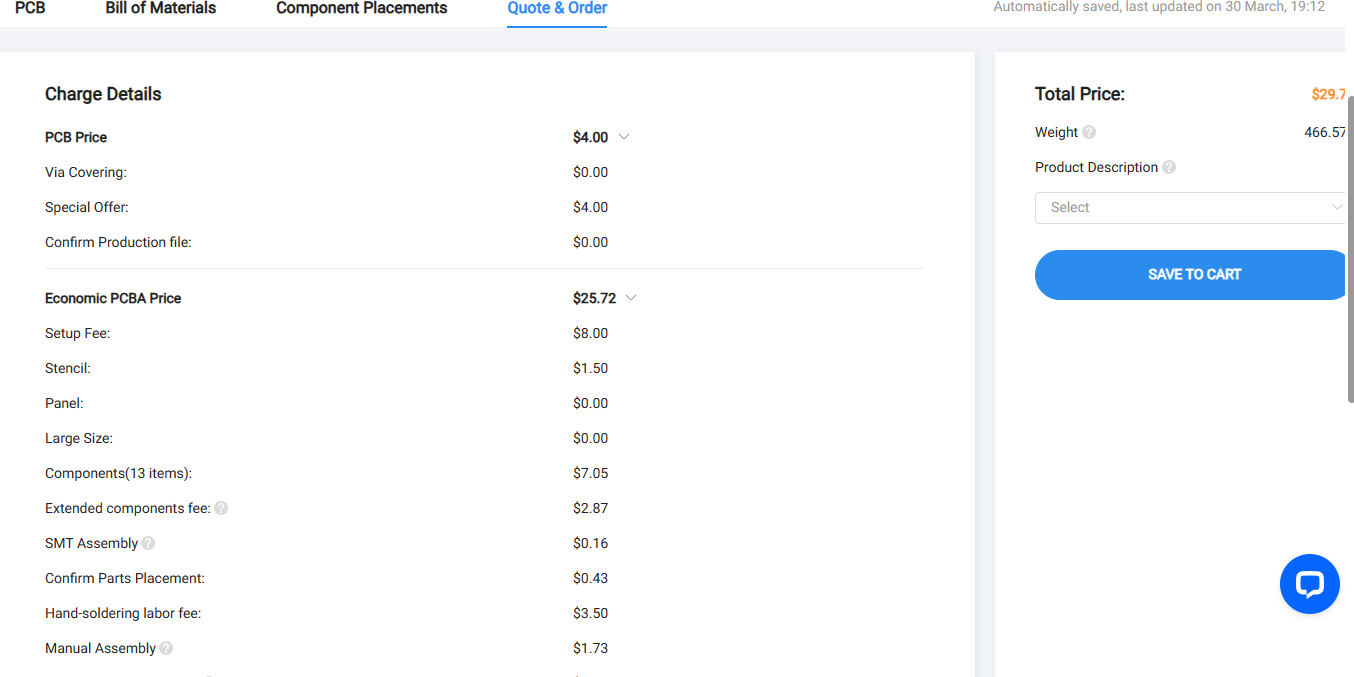 PCB Bill of Materials Component Placements Quote & Order Automatically saved, last updated on 30 March, 19:12
Charge Details
PCB Price $4.00
Via Covering: $0.00
Special Offer: $4.00
Confirm Production file: $0.00
Economic PCBA Price $25.72
Setup Fee: $8.00
Stencil: $1.50
Panel: $0.00
Large Size: $0.00
Components(13 items): $7.05
Extended components fee: ? $2.87
SMT Assembly ? $0.16
Confirm Parts Placement: $0.43
Hand-soldering labor fee: $3.50
Manual Assembly ? $1.73
Total Price: $29.7
Weight ? 466.57
Product Description ?
Select
SAVE TO CART